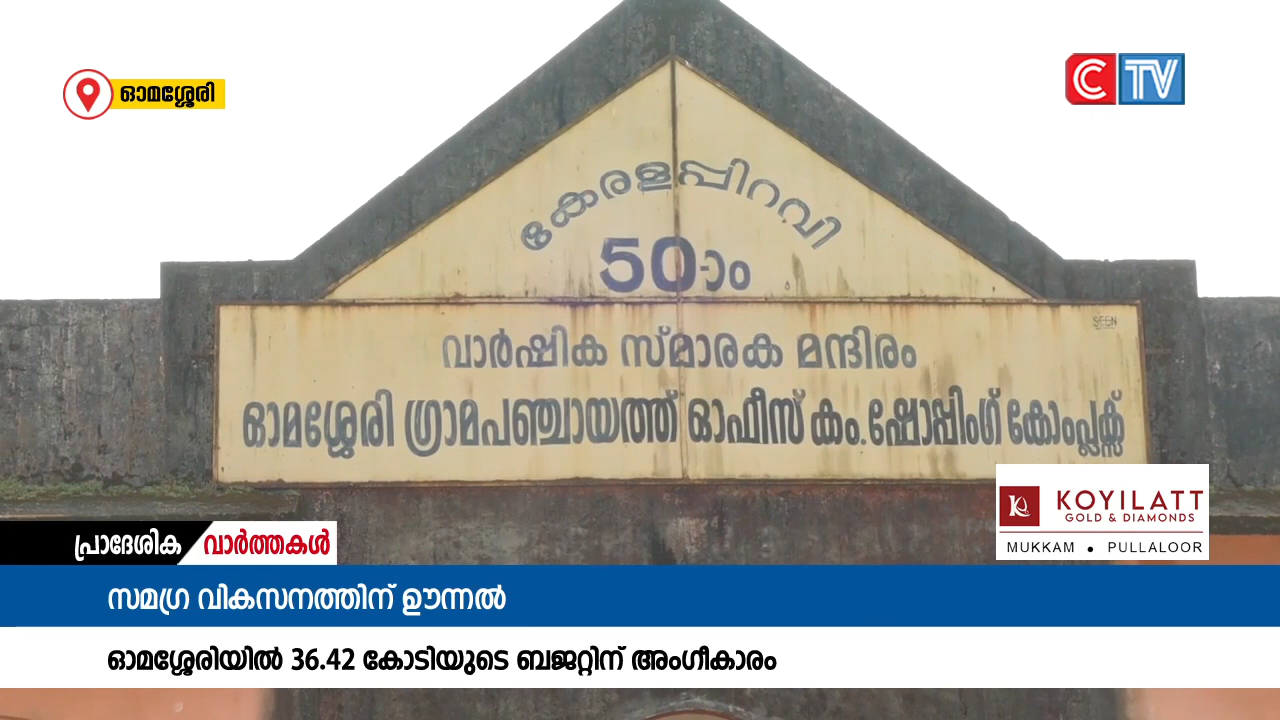 ഓമശ്ശേരി
CTV
കേരളപ്പിറവി
50ാം
SEEN
വാർഷിക സ്മാരക മന്ദിരം
ഓമശ്ശേരി ഗ്രാമപഞ്ചായത്ത് ഓഫീസ് കം.ഷോപ്പിംഗ് കോംപ്ലക്സ്
KOYILATT
GOLD & DIAMONDS
MUKKAM • PULLALOOR
പ്രാദേശിക വാർത്തകൾ
സമഗ്ര വികസനത്തിന് ഊന്നൽ
ഓമശ്ശേരിയിൽ 36.42 കോടിയുടെ ബജറ്റിന് അംഗീകാരം